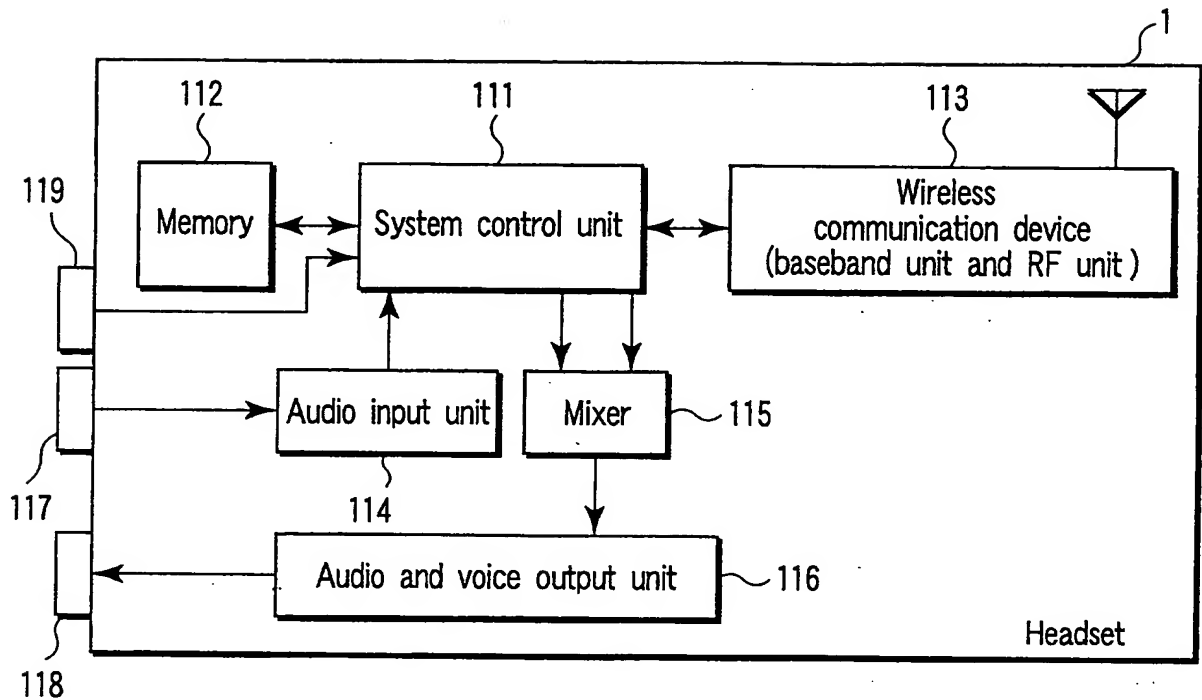 1
112
111
113
119
Memory
System control unit
Wireless
communication device
(baseband unit and RF unit)
Audio input unit
Mixer
115
117
114
Audio and voice output unit
116
118
Headset